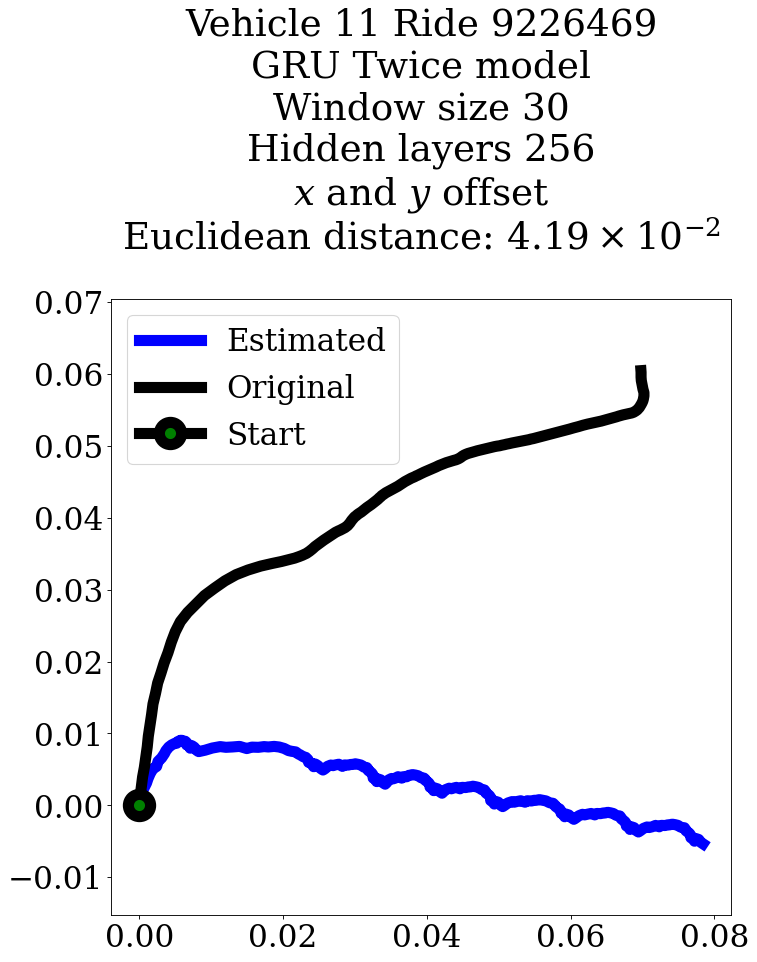 Vehicle 11 Ride 9226469
GRU Twice model
Window size 30
Hidden layers 256
x and y offset
Euclidean distance: 4.19 × 10⁻²
0.07
0.06
0.05
0.04
0.03
0.02
0.01
0.00
−0.01
Estimated
Original
Start
0.00 0.02 0.04 0.06 0.08